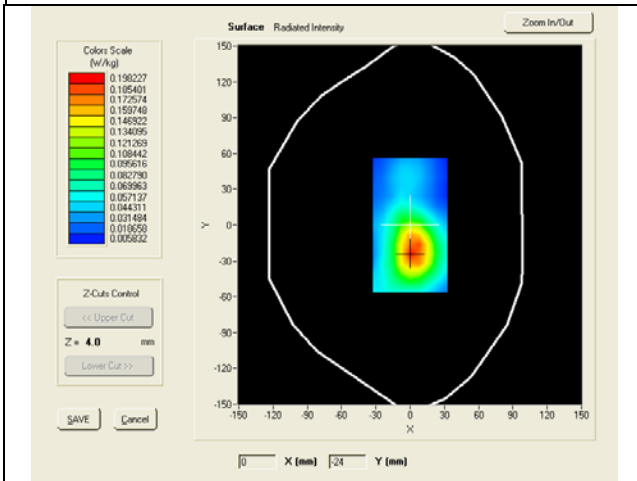 Surface Radiated Intensity
Zoom In/Out
Colors Scale
(W/kg)
0.198227
0.185401
0.172574
0.159748
0.146922
0.134095
0.121269
0.108442
0.095616
0.082790
0.069963
0.057137
0.044311
0.031484
0.018658
0.005832
Z-Cuts Control
<< Upper Cut
Z = 4.0 mm
Lower Cut >>
SAVE Cancel
150
120
90
60
30
0
-30
-60
-90
-120
-150
Y
-150 -120 -90 -60 -30 0 30 60 90 120 150
X
0 X (mm) -24 Y (mm)